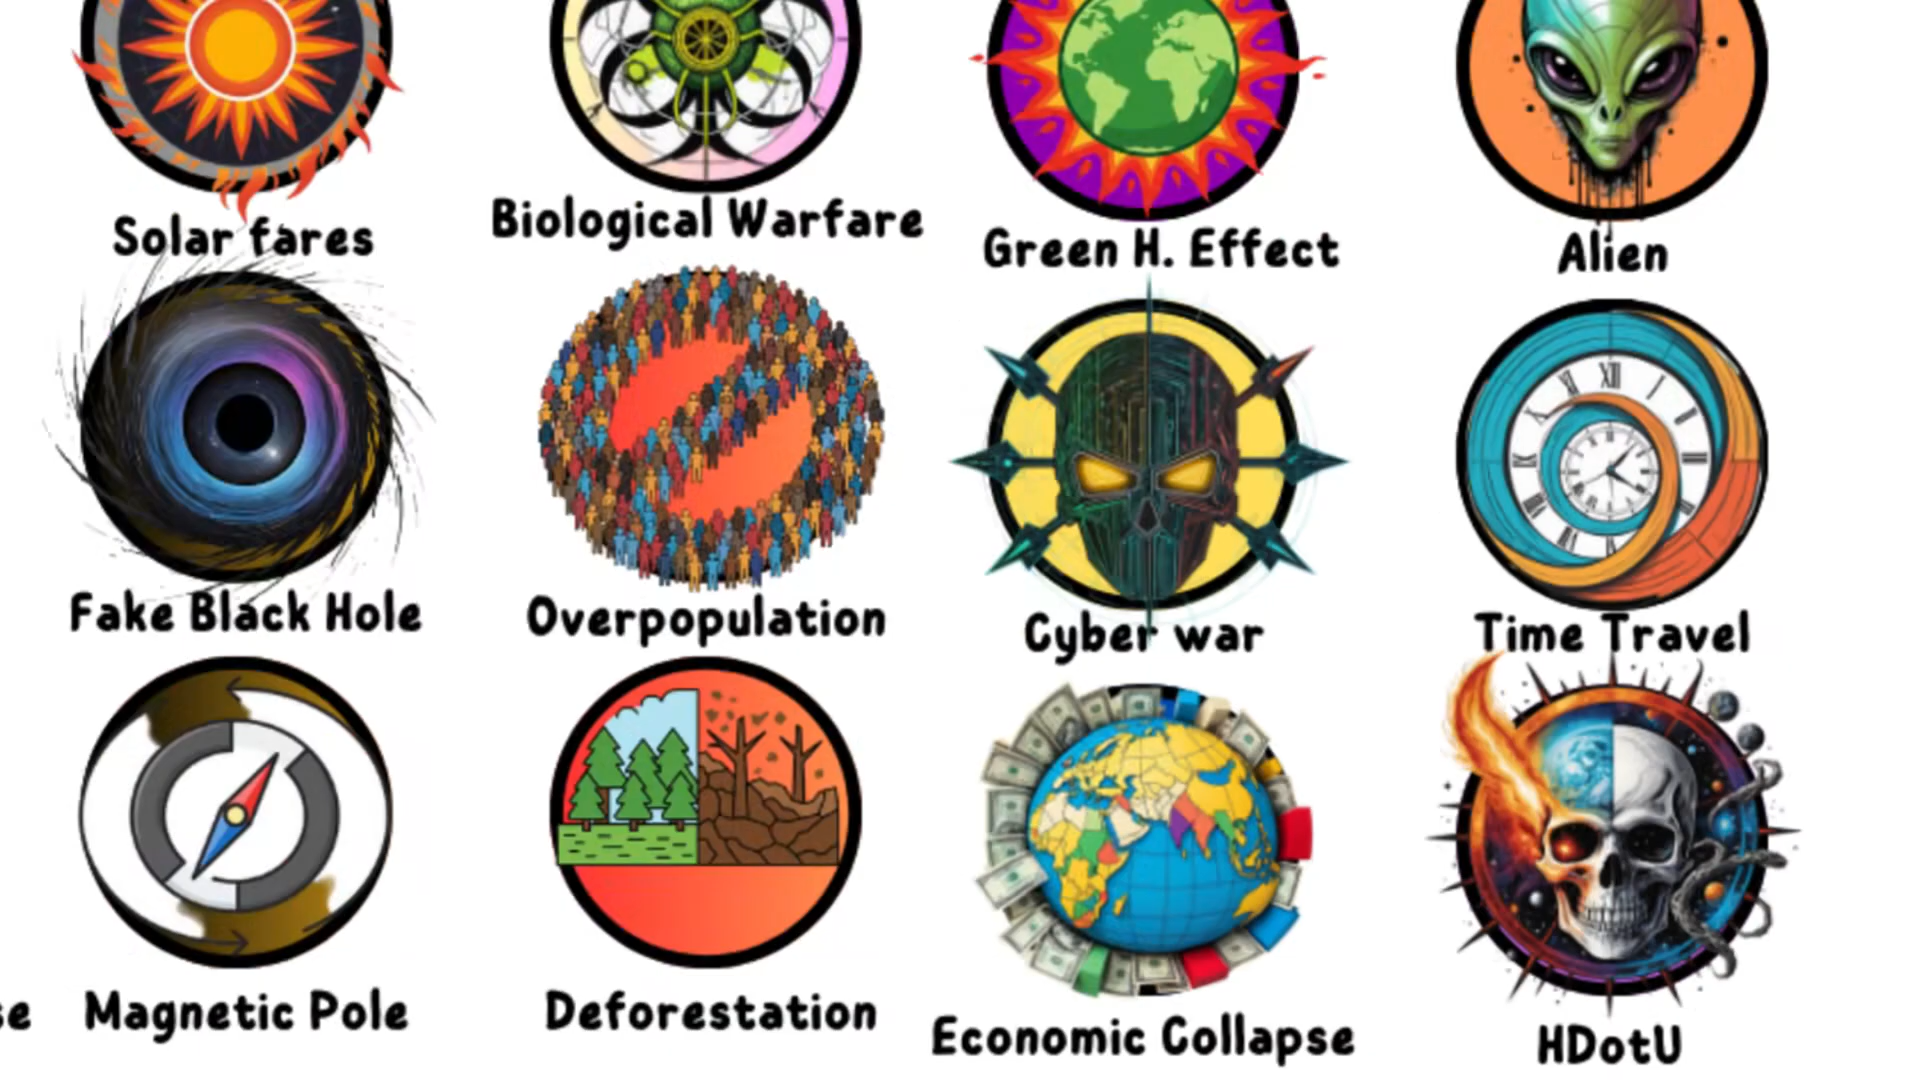 Solar fares
Biological Warfare
Green H. Effect
Alien
Fake Black Hole
Overpopulation
Cyber war
Time Travel
se
Magnetic Pole
Deforestation
Economic Collapse
HDotU